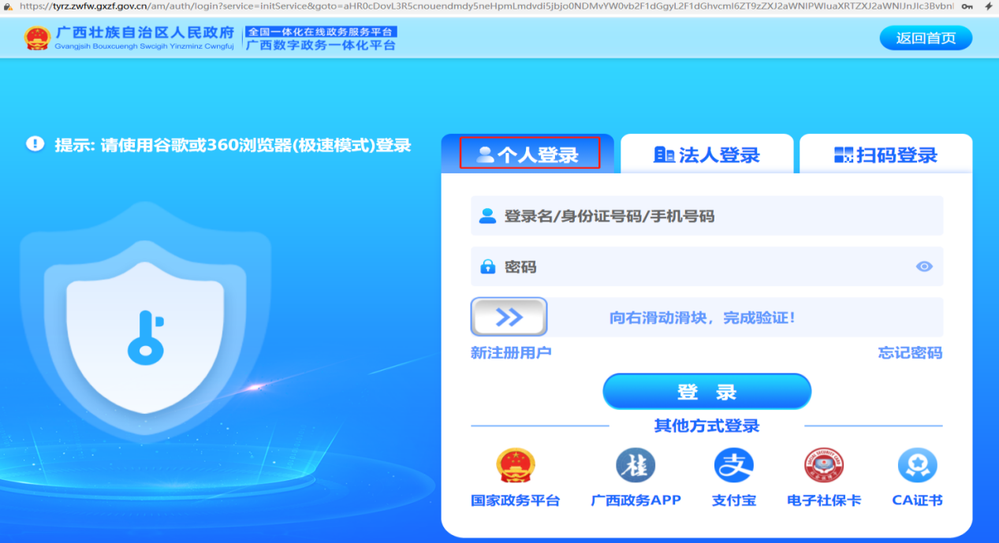 https://tyrz.zwfw.gxzf.gov.cn/am/auth/login?service=initService&goto=
广西壮族自治区人民政府
Gvangjsih Bouxcuengh Swcigih Yinzminz Cwngfuj
全国一体化在线政务服务平台
广西数字政务一体化平台
返回首页
提示: 请使用谷歌或360浏览器(极速模式)登录
个人登录
法人登录
扫码登录
登录名/身份证号码/手机号码
密码
向右滑动滑块，完成验证！
新注册用户
忘记密码
登 录
其他方式登录
桂
支
SOCIAL SECURITY CARD
国家政务平台
广西政务APP
支付宝
电子社保卡
CA证书